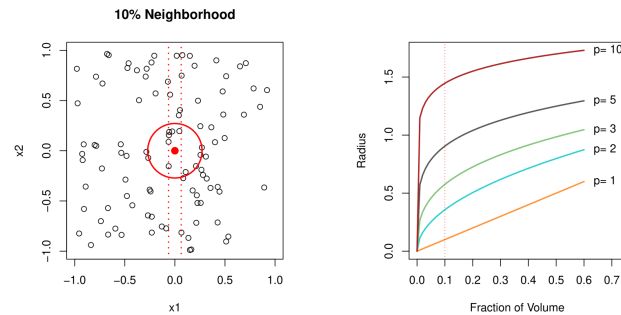 10% Neighborhood
1.0
0.5
0.0
−0.5
−1.0
x2
−1.0 −0.5 0.0 0.5 1.0
x1
1.5
1.0
0.5
0.0
Radius
p= 10
p= 5
p= 3
p= 2
p= 1
0.0 0.1 0.2 0.3 0.4 0.5 0.6 0.7
Fraction of Volume